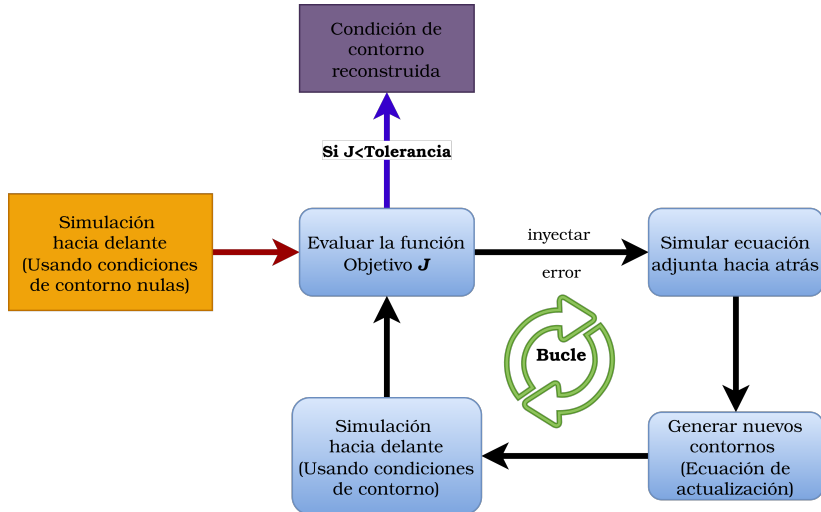 Condición de
contorno
reconstruida
Si J<Tolerancia
Simulación
hacia delante
(Usando condiciones
de contorno nulas)
Evaluar la función
Objetivo J
inyectar
error
Simular ecuación
adjunta hacia atrás
Bucle
Simulación
hacia delante
(Usando condiciones
de contorno)
Generar nuevos
contornos
(Ecuación de
actualización)